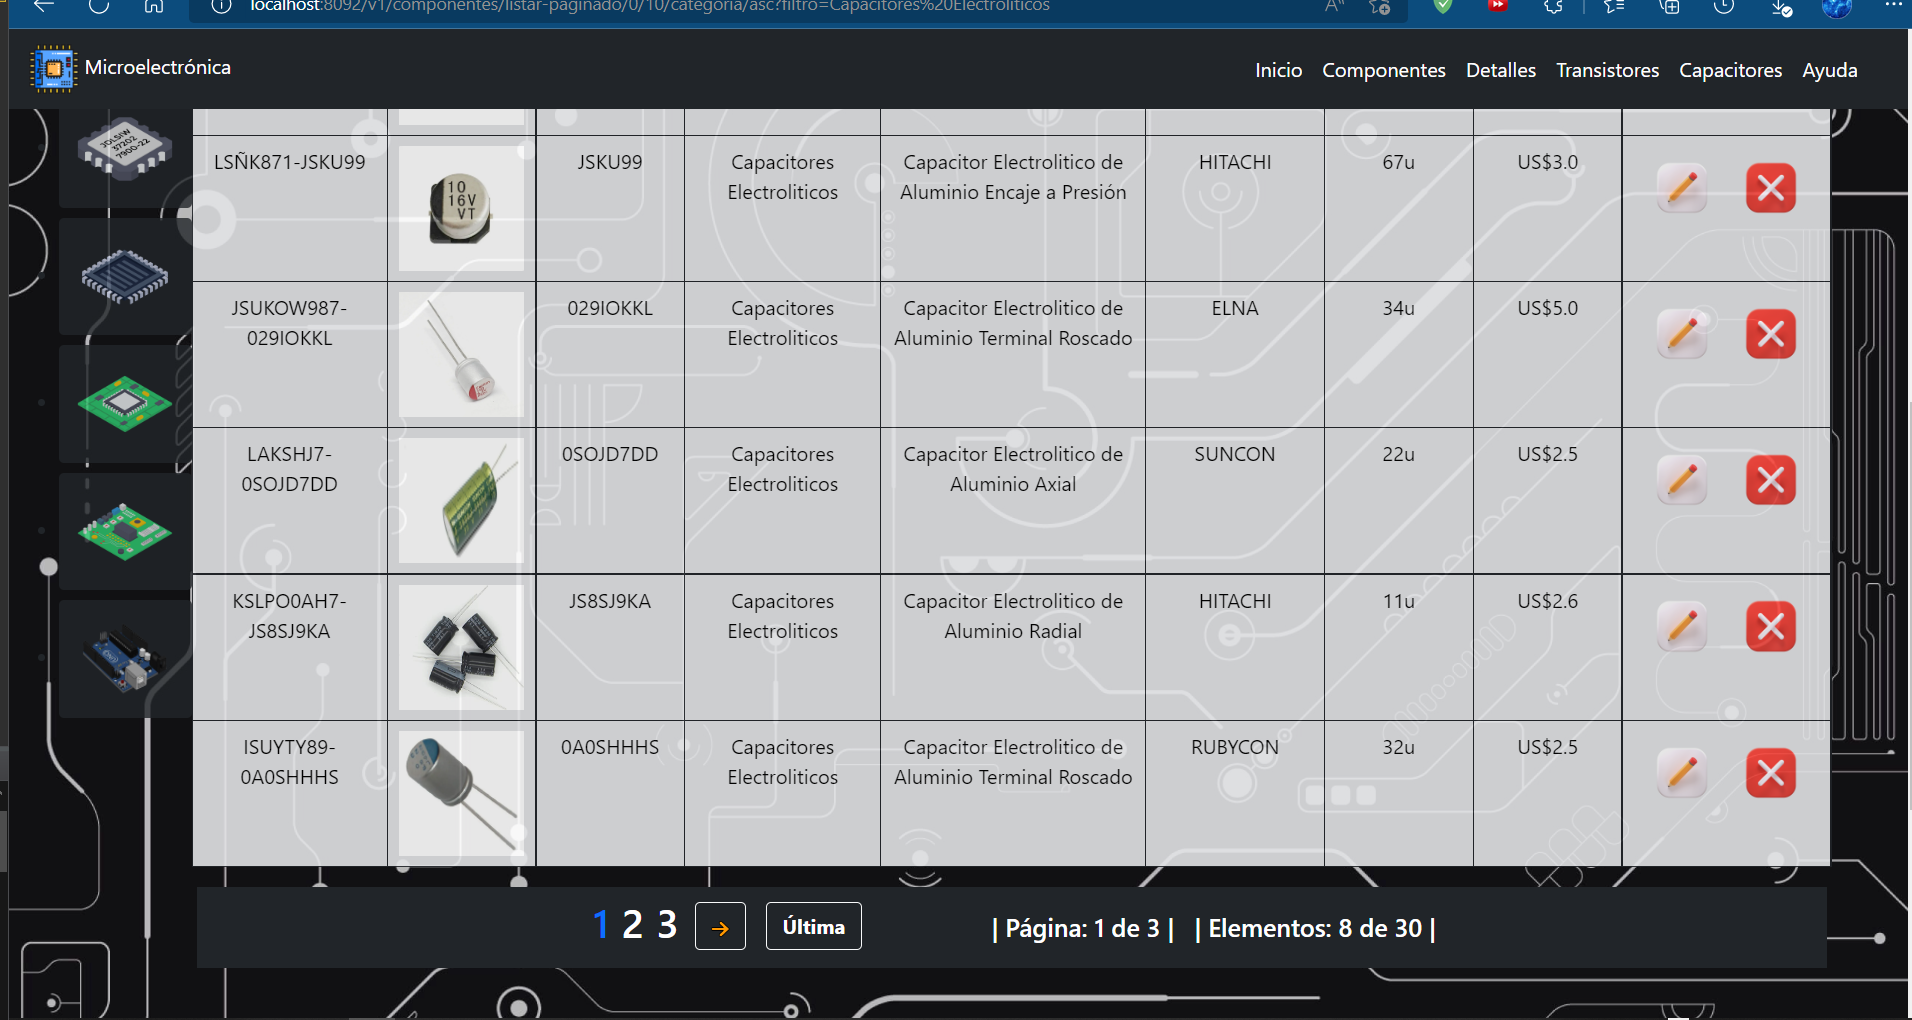 localhost:8092/v1/componentes/listar-paginado/0/10/categoria/asc?filtro=Capacitores%20Electroliticos
Microelectrónica
Inicio Componentes Detalles Transistores Capacitores Ayuda
JOLSIW
37202
7900-22
LSÑK871-JSKU99
10
16V
VT
JSKU99
Capacitores
Electroliticos
Capacitor Electrolitico de
Aluminio Encaje a Presión
HITACHI
67u
US$3.0
JSUKOW987-
029IOKKL
029IOKKL
Capacitores
Electroliticos
Capacitor Electrolitico de
Aluminio Terminal Roscado
ELNA
34u
US$5.0
LAKSHJ7-
0SOJD7DD
0SOJD7DD
Capacitores
Electroliticos
Capacitor Electrolitico de
Aluminio Axial
SUNCON
22u
US$2.5
KSLPO0AH7-
JS8SJ9KA
JS8SJ9KA
Capacitores
Electroliticos
Capacitor Electrolitico de
Aluminio Radial
HITACHI
11u
US$2.6
ISUYTY89-
0A0SHHHS
0A0SHHHS
Capacitores
Electroliticos
Capacitor Electrolitico de
Aluminio Terminal Roscado
RUBYCON
32u
US$2.5
1 2 3 → Última | Página: 1 de 3 | | Elementos: 8 de 30 |